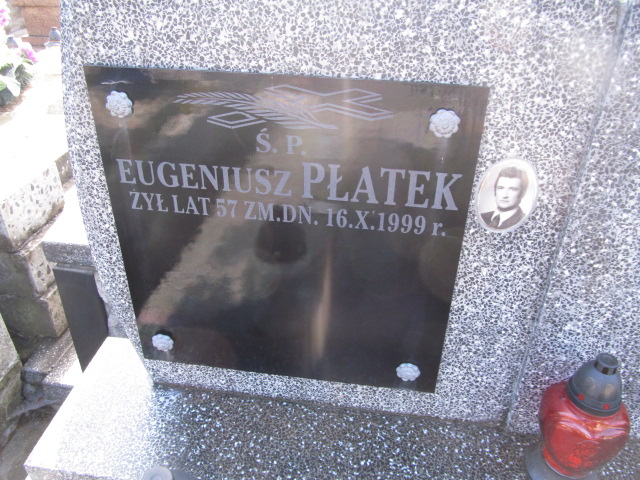 Ś. P.
EUGENIUSZ PŁATEK
ŻYŁ LAT 57 ZM.DN. 16.X.1999 r.